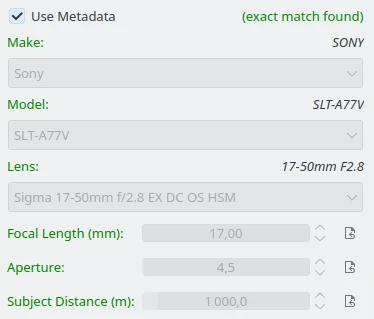 Use Metadata (exact match found)
Make: SONY
Sony
Model: SLT-A77V
SLT-A77V
Lens: 17-50mm F2.8
Sigma 17-50mm f/2.8 EX DC OS HSM
Focal Length (mm): 17,00
Aperture: 4,5
Subject Distance (m): 1 000,0